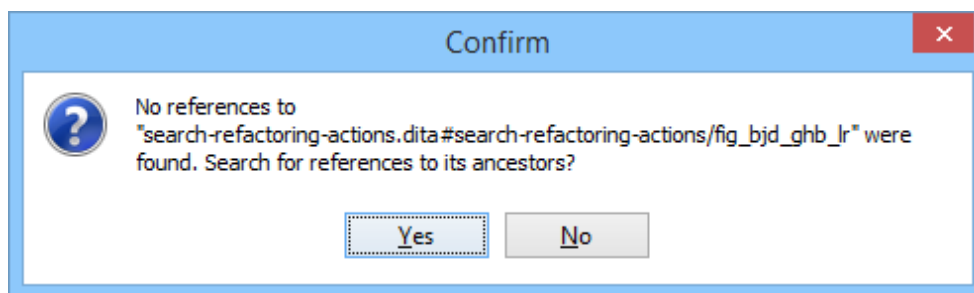 Confirm
No references to
"search-refactoring-actions.dita#search-refactoring-actions/fig_bjd_ghb_lr" were
found. Search for references to its ancestors?
Yes
No